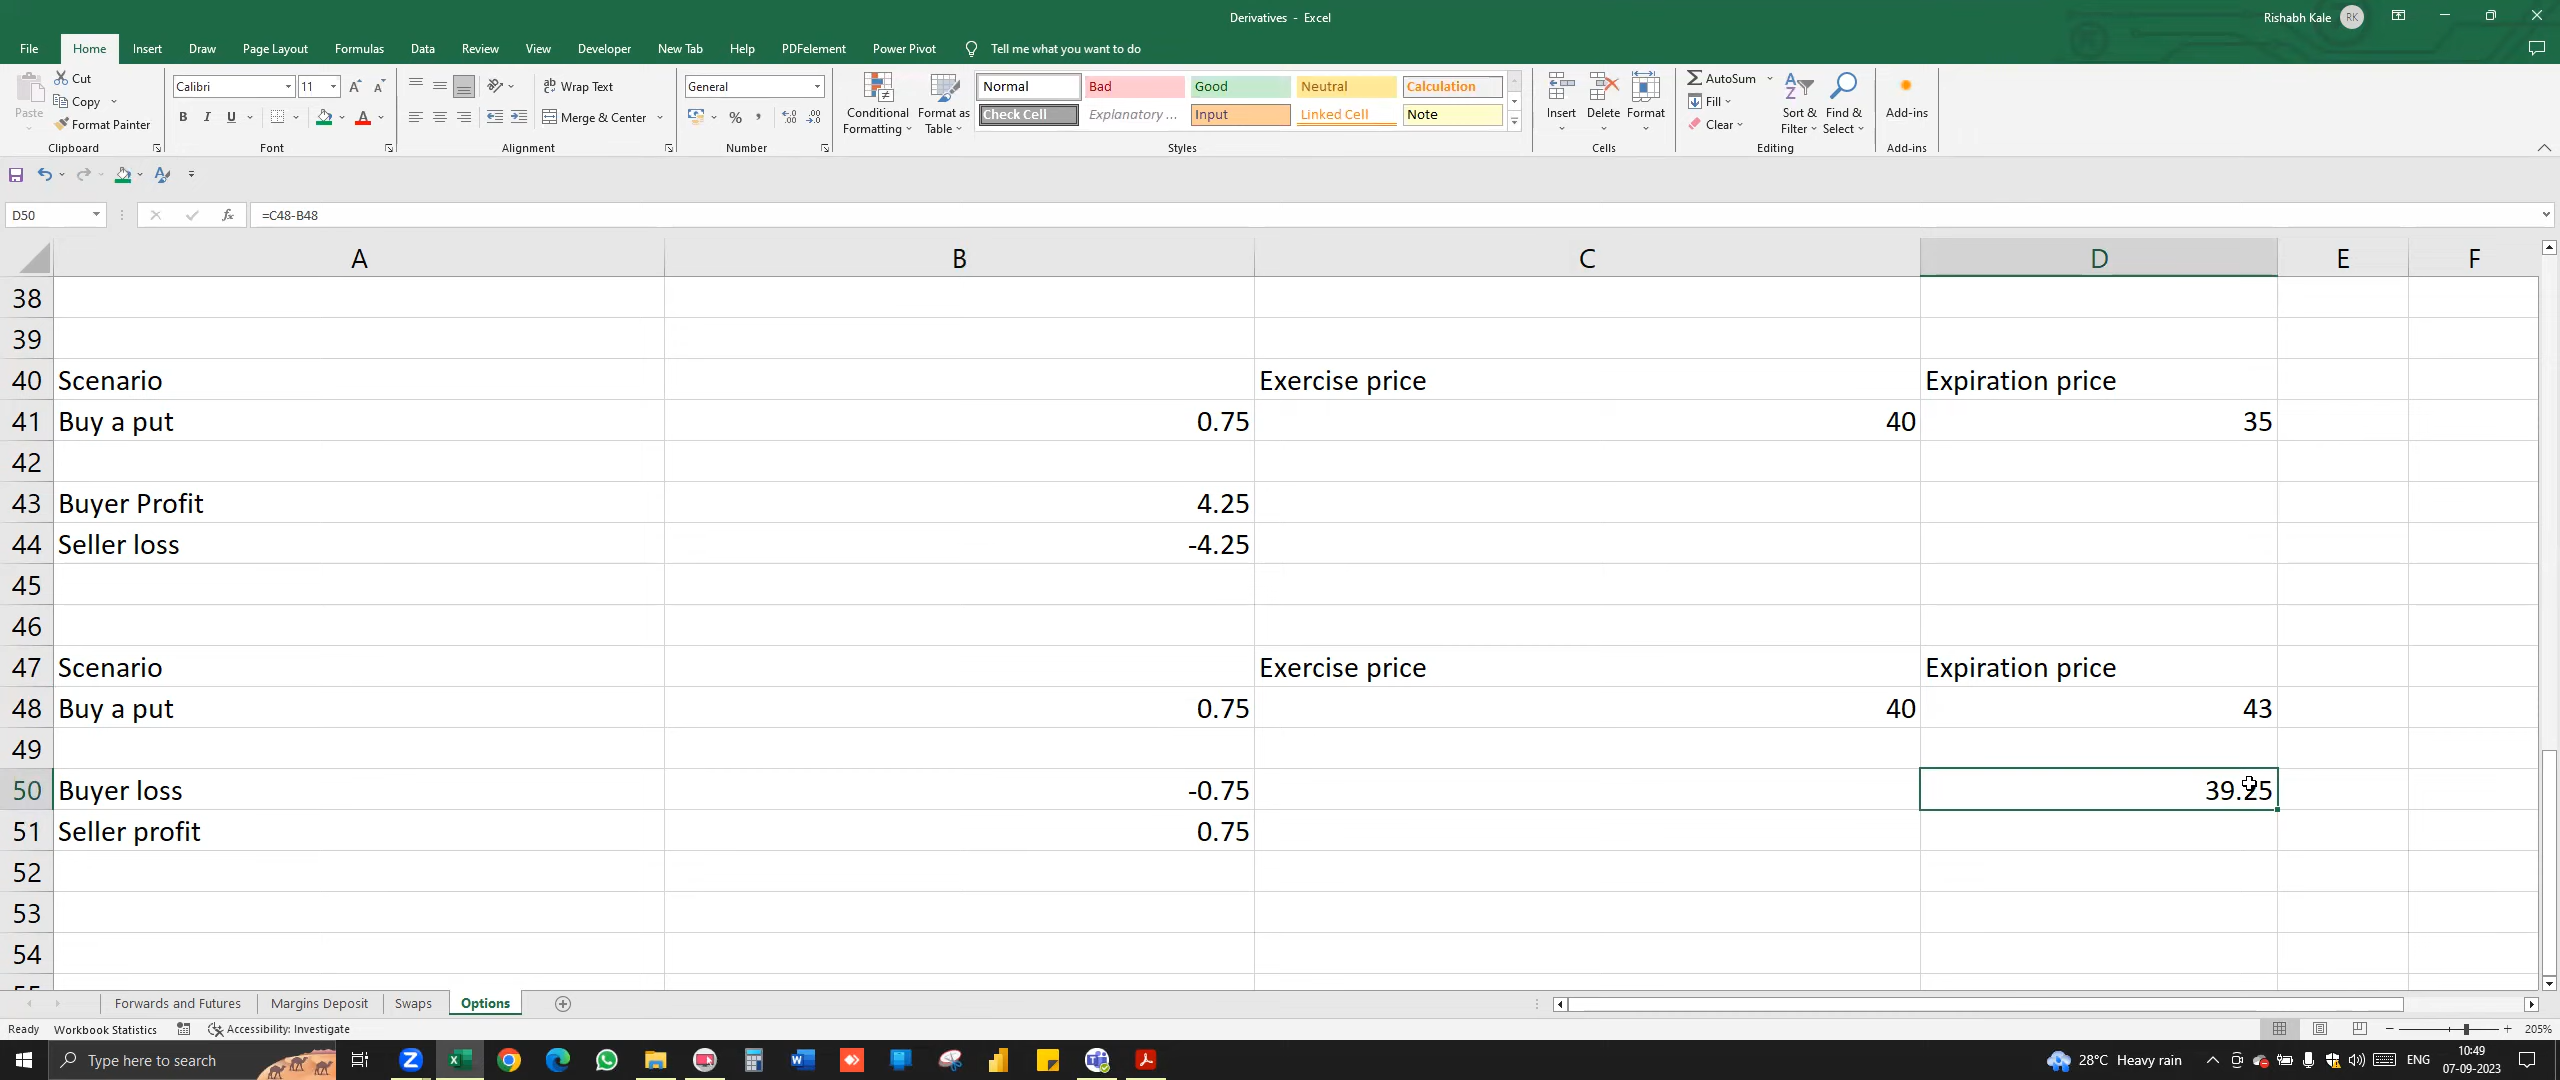 Derivatives - Excel
Rishabh Kale RK
File Home Insert Draw Page Layout Formulas Data Review View Developer New Tab Help PDFelement Power Pivot Tell me what you want to do
Paste Cut Copy Format Painter Clipboard
Calibri 11 B I U A Font
ab Wrap Text Merge & Center Alignment
General % , Number
Conditional Formatting Format as Table
Normal Bad Good Neutral Calculation
Check Cell Explanatory ... Input Linked Cell Note
Styles
Insert Delete Format Cells
AutoSum Fill Clear Sort & Filter Find & Select Editing
Add-ins
Add-ins
D50 fx =C48-B48
A B C D E F
38
39
40 Scenario Exercise price Expiration price
41 Buy a put 0.75 40 35
42
43 Buyer Profit 4.25
44 Seller loss -4.25
45
46
47 Scenario Exercise price Expiration price
48 Buy a put 0.75 40 43
49
50 Buyer loss -0.75 39.25
51 Seller profit 0.75
52
53
54
55
Forwards and Futures Margins Deposit Swaps Options
Ready Workbook Statistics Accessibility: Investigate 205%
Type here to search 28°C Heavy rain ENG 10:49
07-09-2023